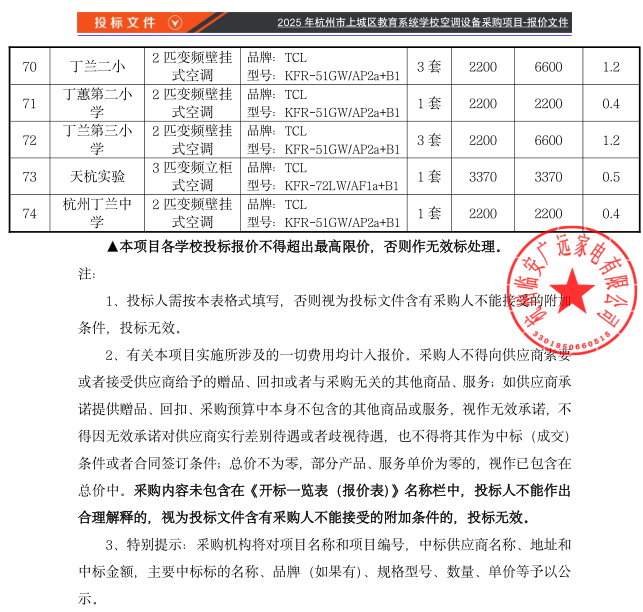 投标文件
2025 年杭州市上城区教育系统学校空调设备采购项目-报价文件
70 丁兰二小 2 匹变频壁挂式空调 品牌：TCL 型号：KFR-51GW/AP2a+B1 3 套 2200 6600 1.2
71 丁蕙第二小学 2 匹变频壁挂式空调 品牌：TCL 型号：KFR-51GW/AP2a+B1 1 套 2200 2200 0.4
72 丁兰第三小学 2 匹变频壁挂式空调 品牌：TCL 型号：KFR-51GW/AP2a+B1 3 套 2200 6600 1.2
73 天杭实验 3 匹变频立柜式空调 品牌：TCL 型号：KFR-72LW/AF1a+B1 1 套 3370 3370 0.5
74 杭州丁兰中学 2 匹变频壁挂式空调 品牌：TCL 型号：KFR-51GW/AP2a+B1 1 套 2200 2200 0.4
▲本项目各学校投标报价不得超出最高限价，否则作无效标处理。
注：
1、投标人需按本表格式填写，否则视为投标文件含有采购人不能接受的附加
条件，投标无效。
2、有关本项目实施所涉及的一切费用均计入报价。采购人不得向供应商索要
或者接受供应商给予的赠品、回扣或者与采购无关的其他商品、服务；如供应商承
诺提供赠品、回扣、采购预算中本身不包含的其他商品或服务，视作无效承诺，不
得因无效承诺对供应商实行差别待遇或者歧视待遇，也不得将其作为中标（成交）
条件或者合同签订条件；总价不为零，部分产品、服务单价为零的，视作已包含在
总价中。采购内容未包含在《开标一览表（报价表）》名称栏中，投标人不能作出
合理解释的，视为投标文件含有采购人不能接受的附加条件的，投标无效。
3、特别提示：采购机构将对项目名称和项目编号，中标供应商名称、地址和
中标金额，主要中标标的名称、品牌（如果有）、规格型号、数量、单价等予以公
示。
杭州临安广远家电有限公司
3301850660815